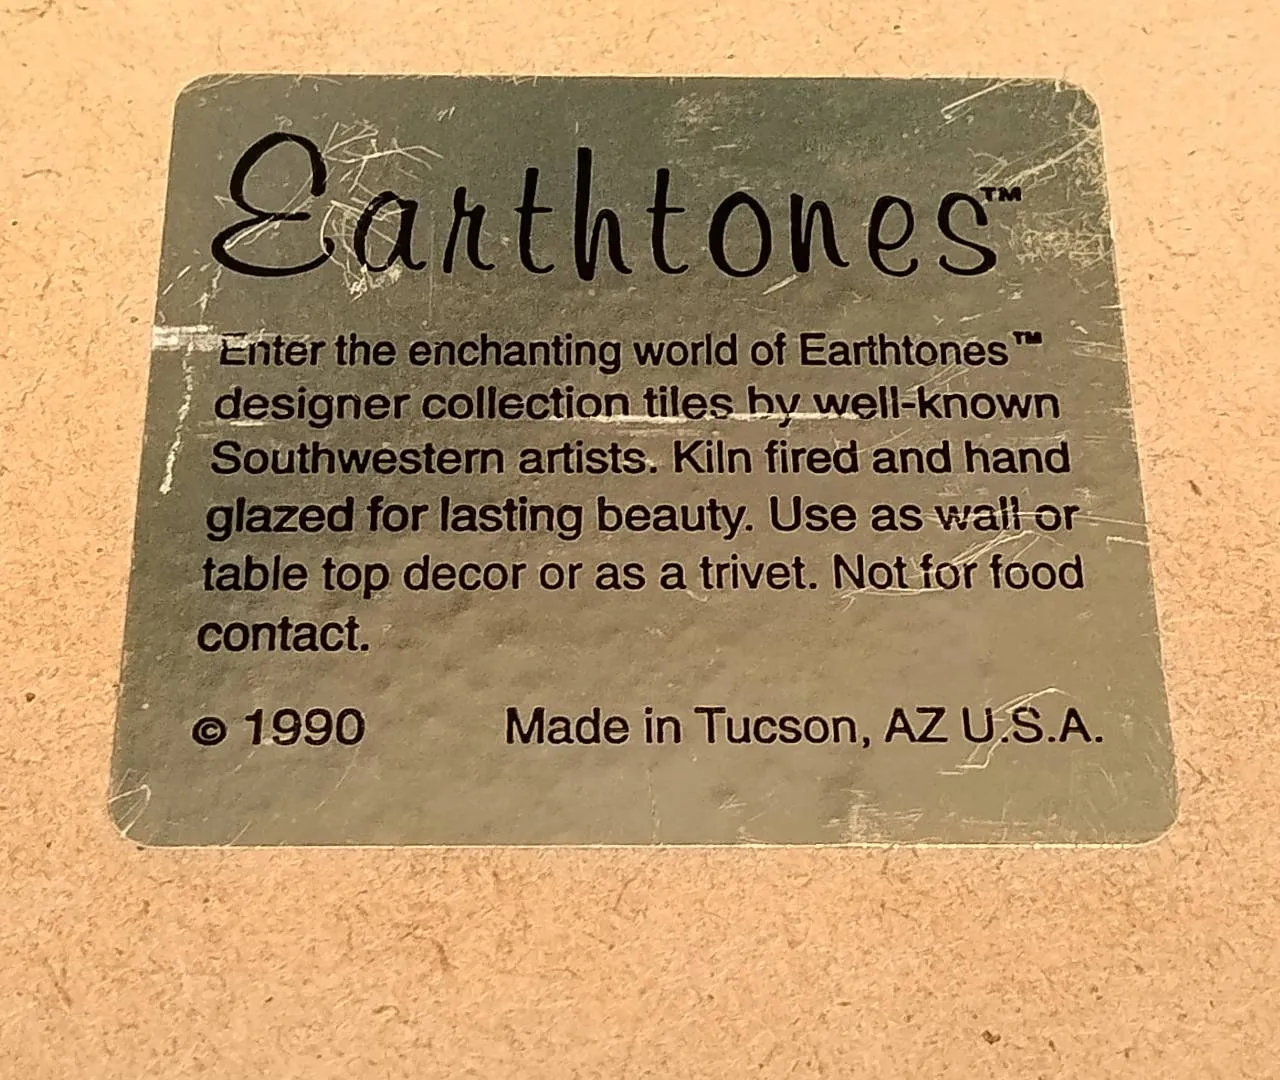 Earthtones™
Enter the enchanting world of Earthtones™
designer collection tiles by well-known
Southwestern artists. Kiln fired and hand
glazed for lasting beauty. Use as wall or
table top decor or as a trivet. Not for food
contact.
© 1990 Made in Tucson, AZ U.S.A.